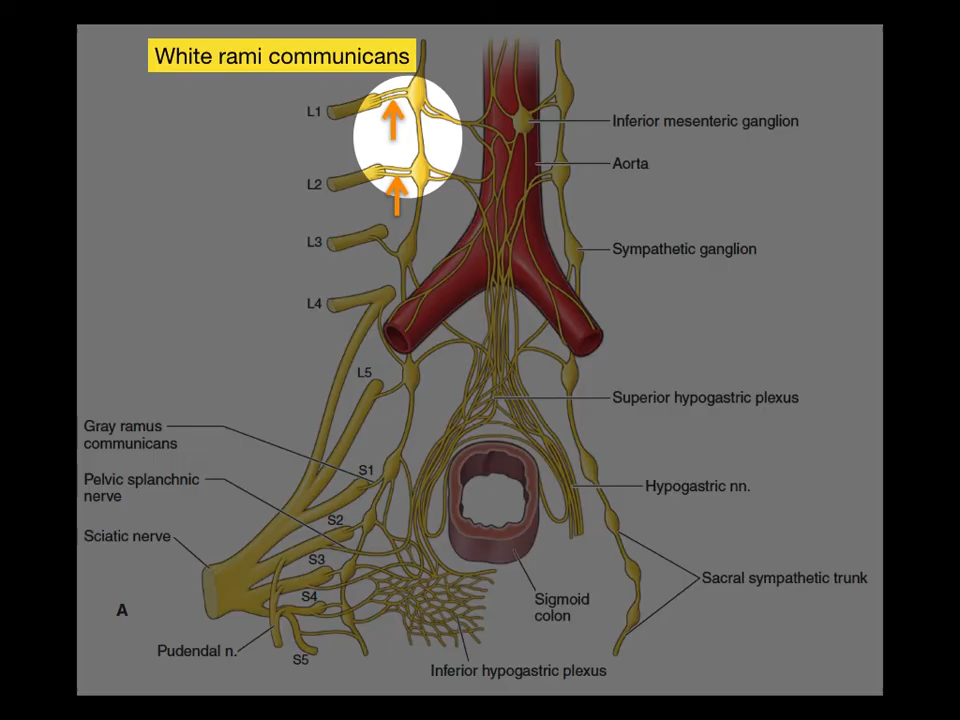 White rami communicans
L1
Inferior mesenteric ganglion
Aorta
L2
L3
Sympathetic ganglion
L4
L5
Superior hypogastric plexus
Gray ramus
communicans
S1
Pelvic splanchnic
nerve
Hypogastric nn.
S2
Sciatic nerve
S3
Sacral sympathetic trunk
S4
Sigmoid
colon
A
Pudendal n.
S5
Inferior hypogastric plexus